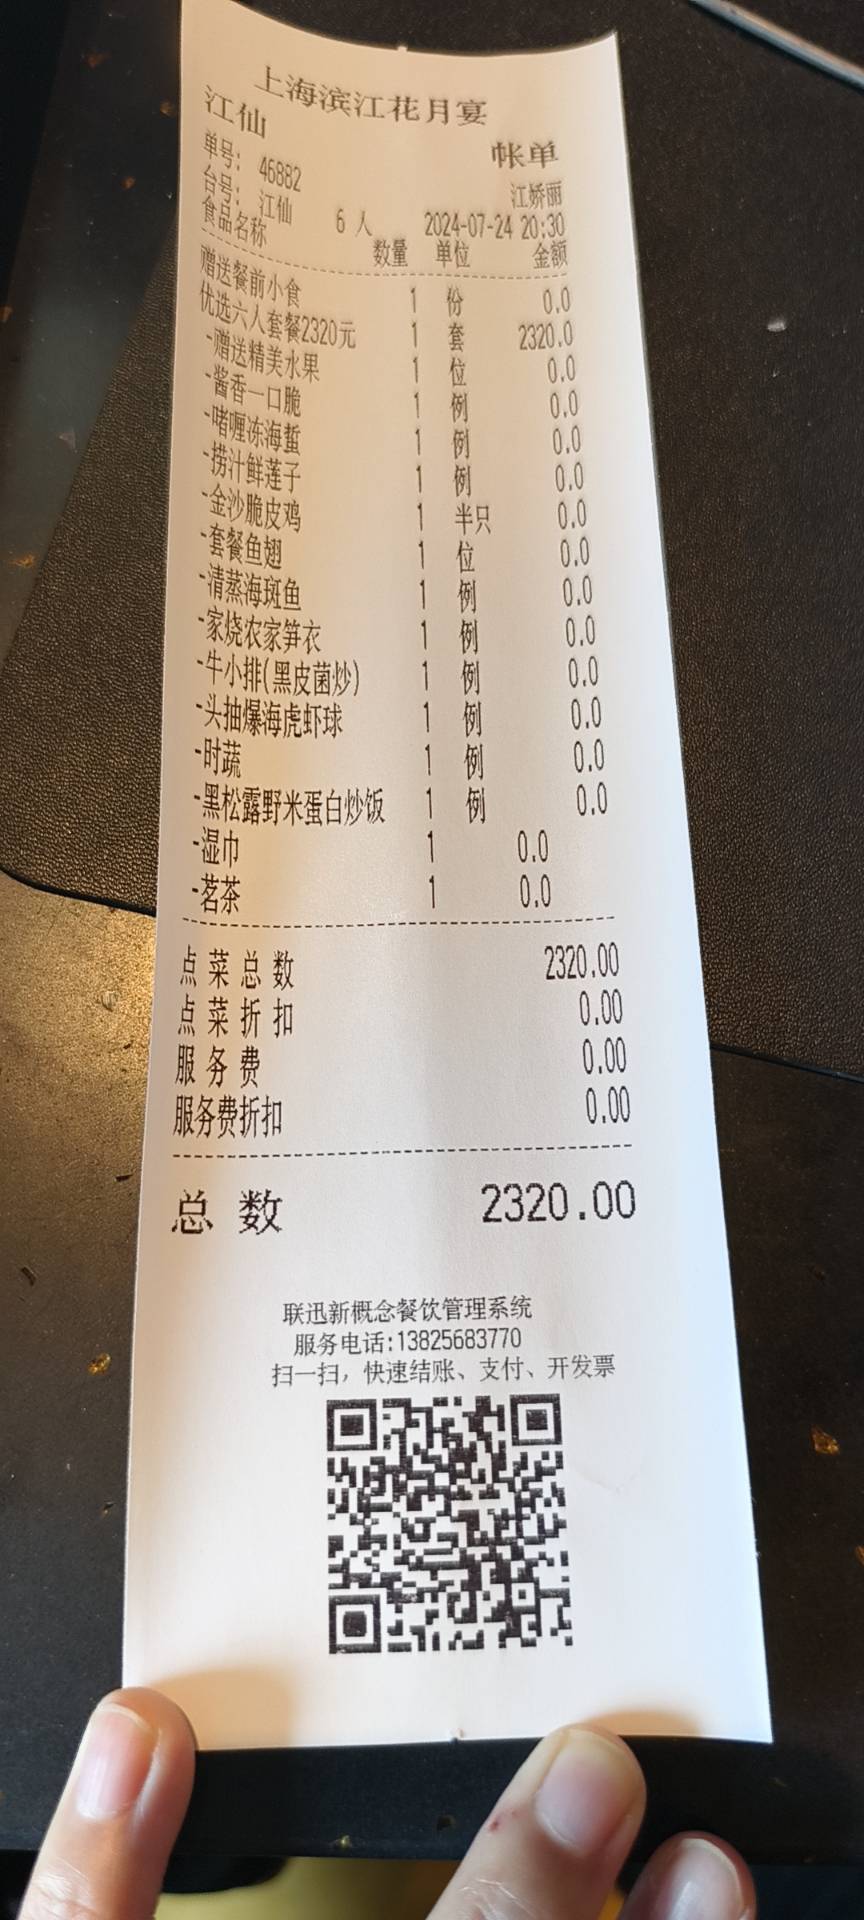 上海滨江花月宴
江仙 帐单
单号: 46882 江娇丽
台号: 江仙 6 人 2024-07-24 20:30
食品名称 数量 单位 金额
赠送餐前小食 1 份 0.0
优选六人套餐2320元 1 套 2320.0
-赠送精美水果 1 位 0.0
-酱香一口脆 1 例 0.0
-啫喱冻海蜇 1 例 0.0
-捞汁鲜莲子 1 例 0.0
-金沙脆皮鸡 1 半只 0.0
-套餐鱼翅 1 位 0.0
-清蒸海斑鱼 1 例 0.0
-家烧农家笋衣 1 例 0.0
-牛小排(黑皮菌炒) 1 例 0.0
-头抽爆海虎虾球 1 例 0.0
-时蔬 1 例 0.0
-黑松露野米蛋白炒饭 1 例 0.0
-湿巾 1 0.0
-茗茶 1 0.0
点菜总数 2320.00
点菜折扣 0.00
服务费 0.00
服务费折扣 0.00
总数 2320.00
联迅新概念餐饮管理系统
服务电话:13825683770
扫一扫，快速结账、支付、开发票